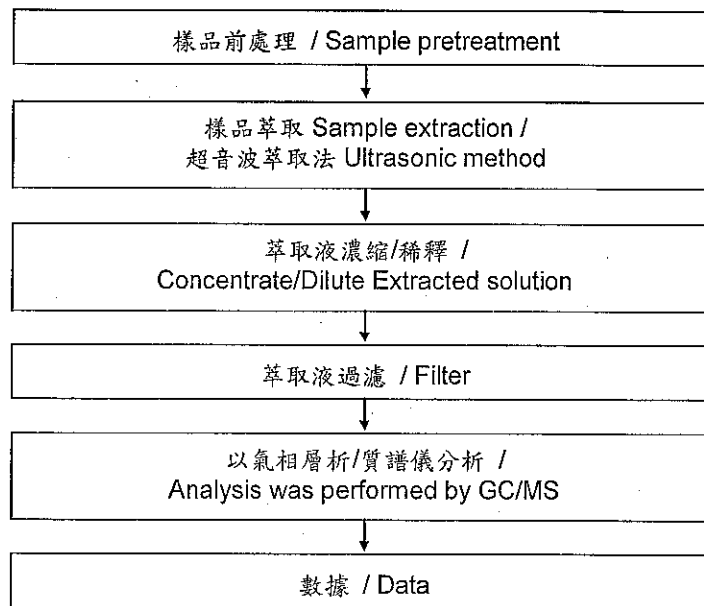 樣品前處理 / Sample pretreatment
樣品萃取 Sample extraction /
超音波萃取法 Ultrasonic method
萃取液濃縮/稀釋 /
Concentrate/Dilute Extracted solution
萃取液過濾 / Filter
以氣相層析/質譜儀分析 /
Analysis was performed by GC/MS
數據 / Data